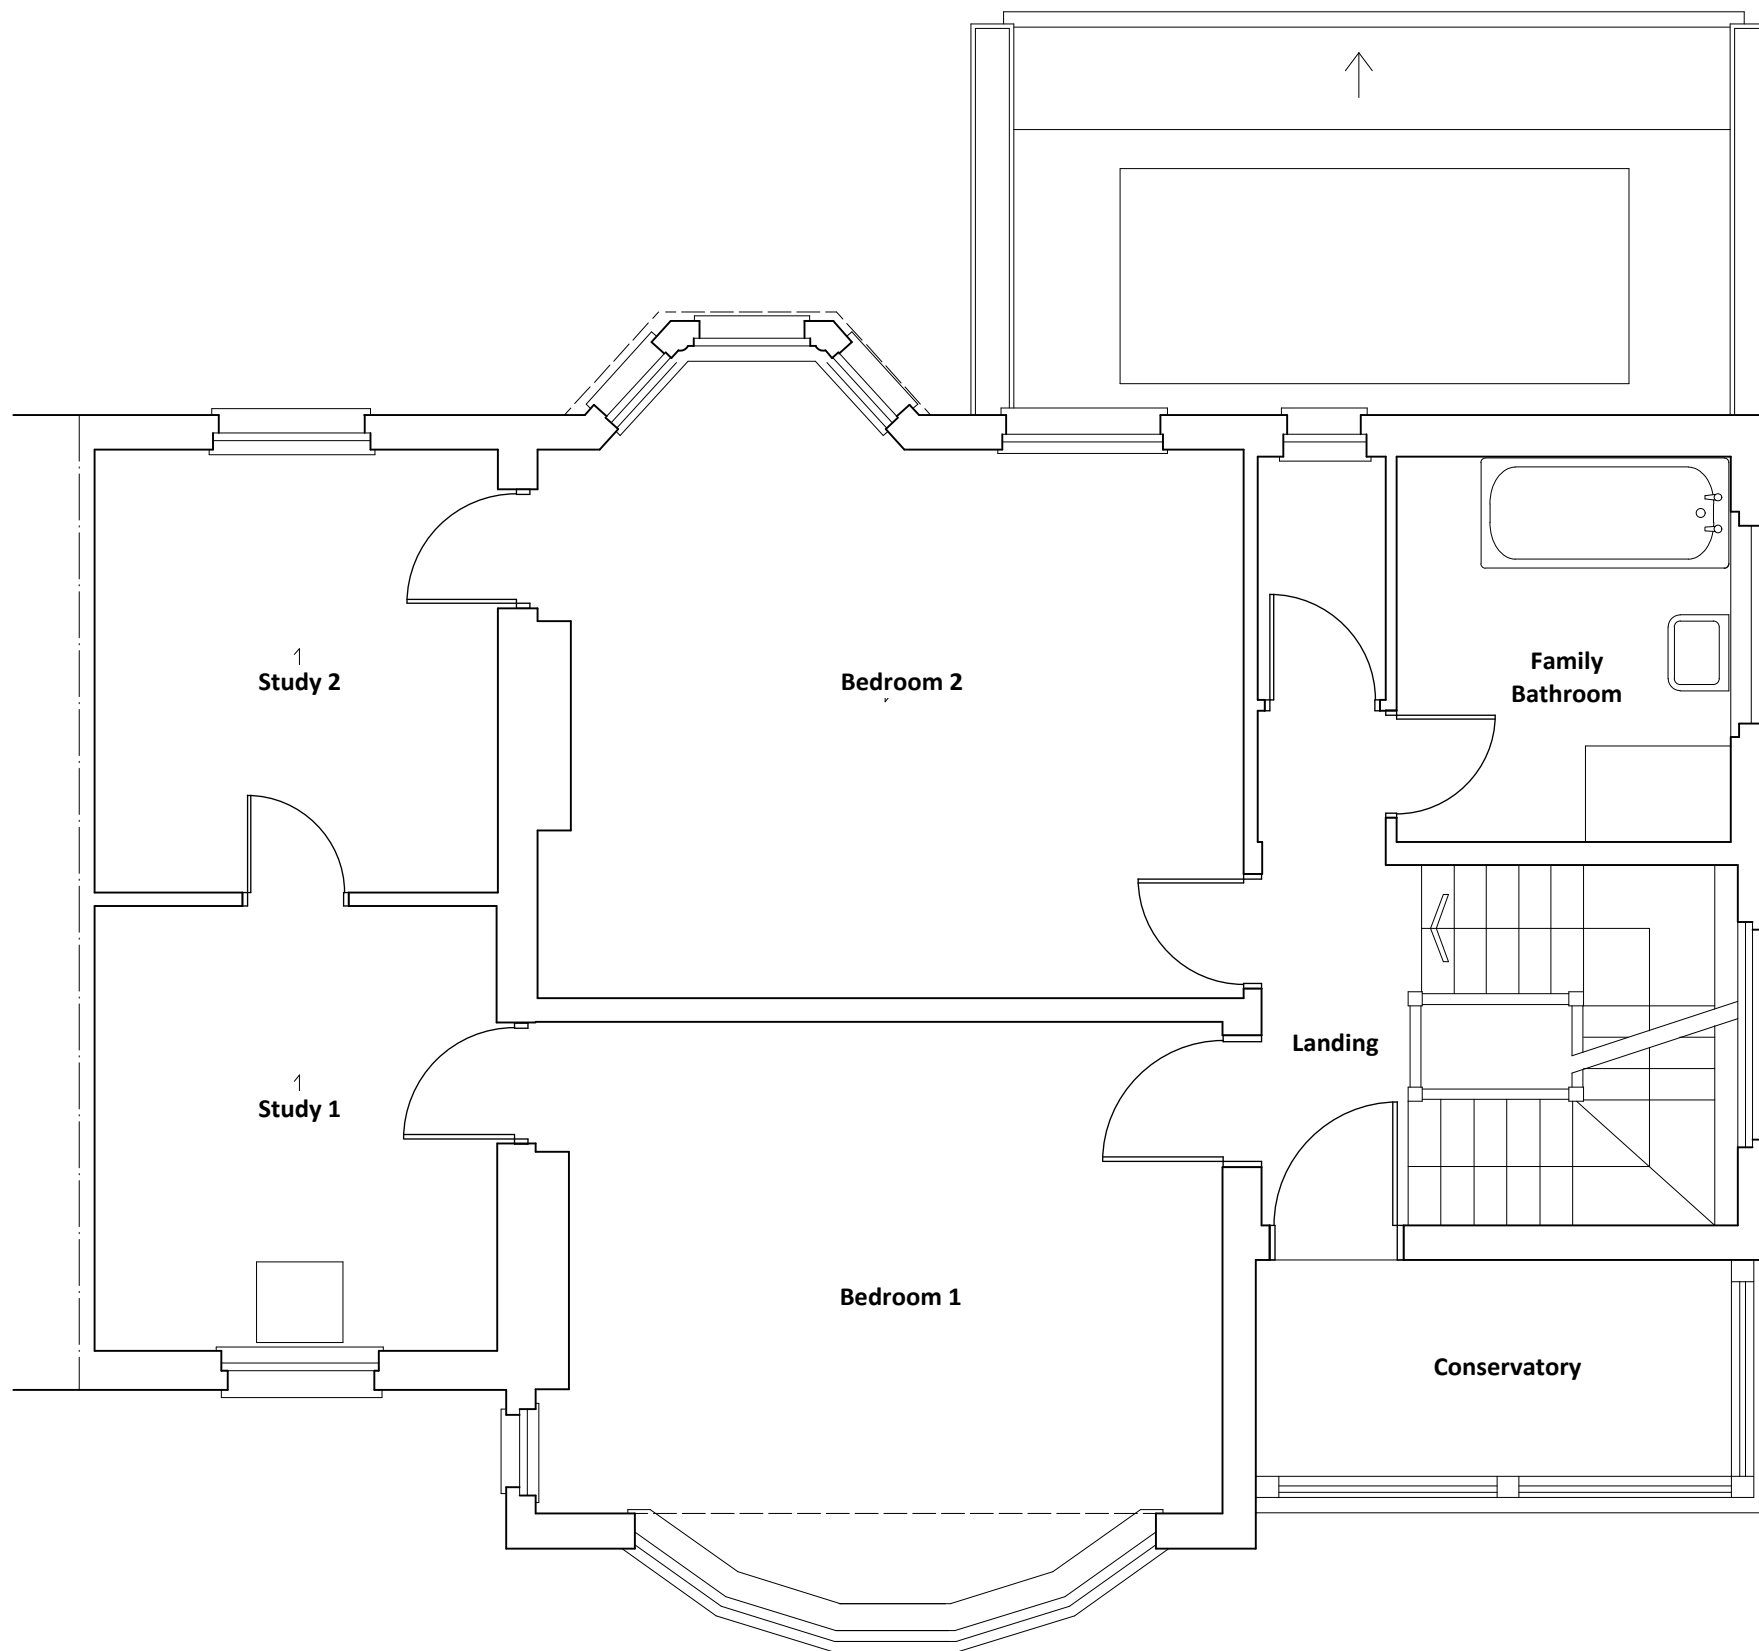 Study 2
Bedroom 2
Family
Bathroom
Landing
Study 1
Bedroom 1
Conservatory